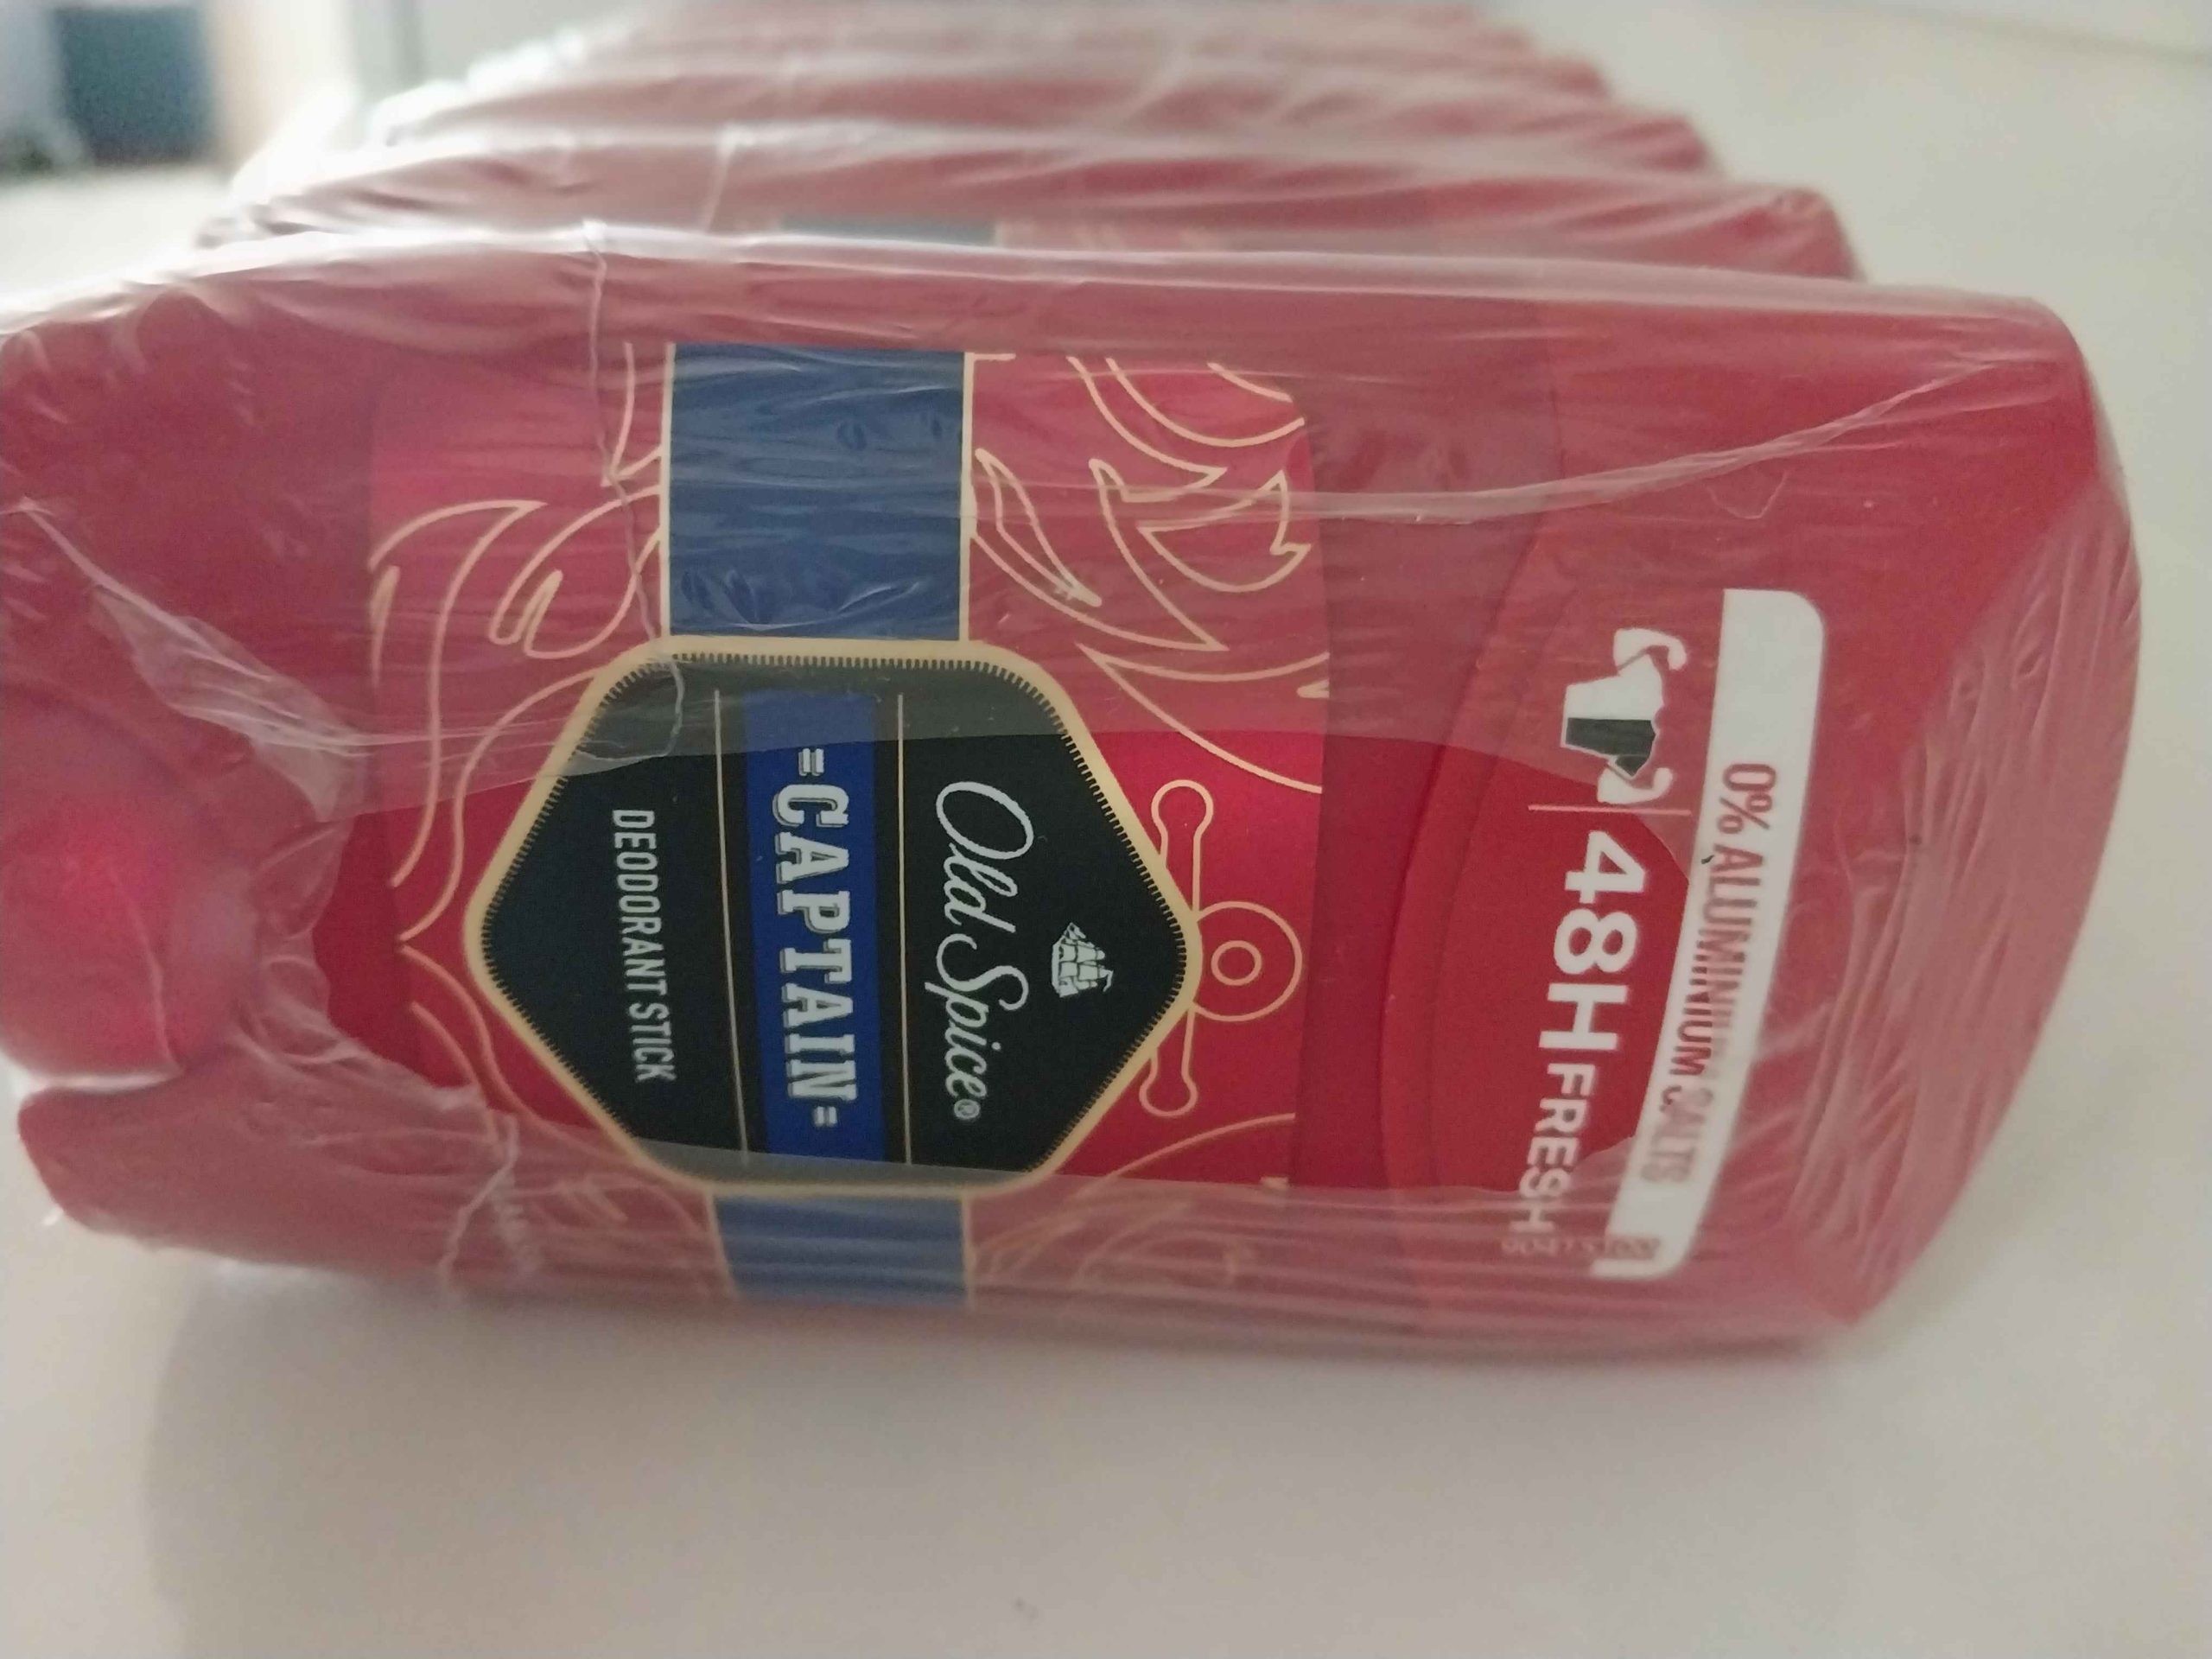 0% ALUMINIUM SALTS
48H FRESH
Old Spice®
=CAPTAIN=
DEODORANT STICK